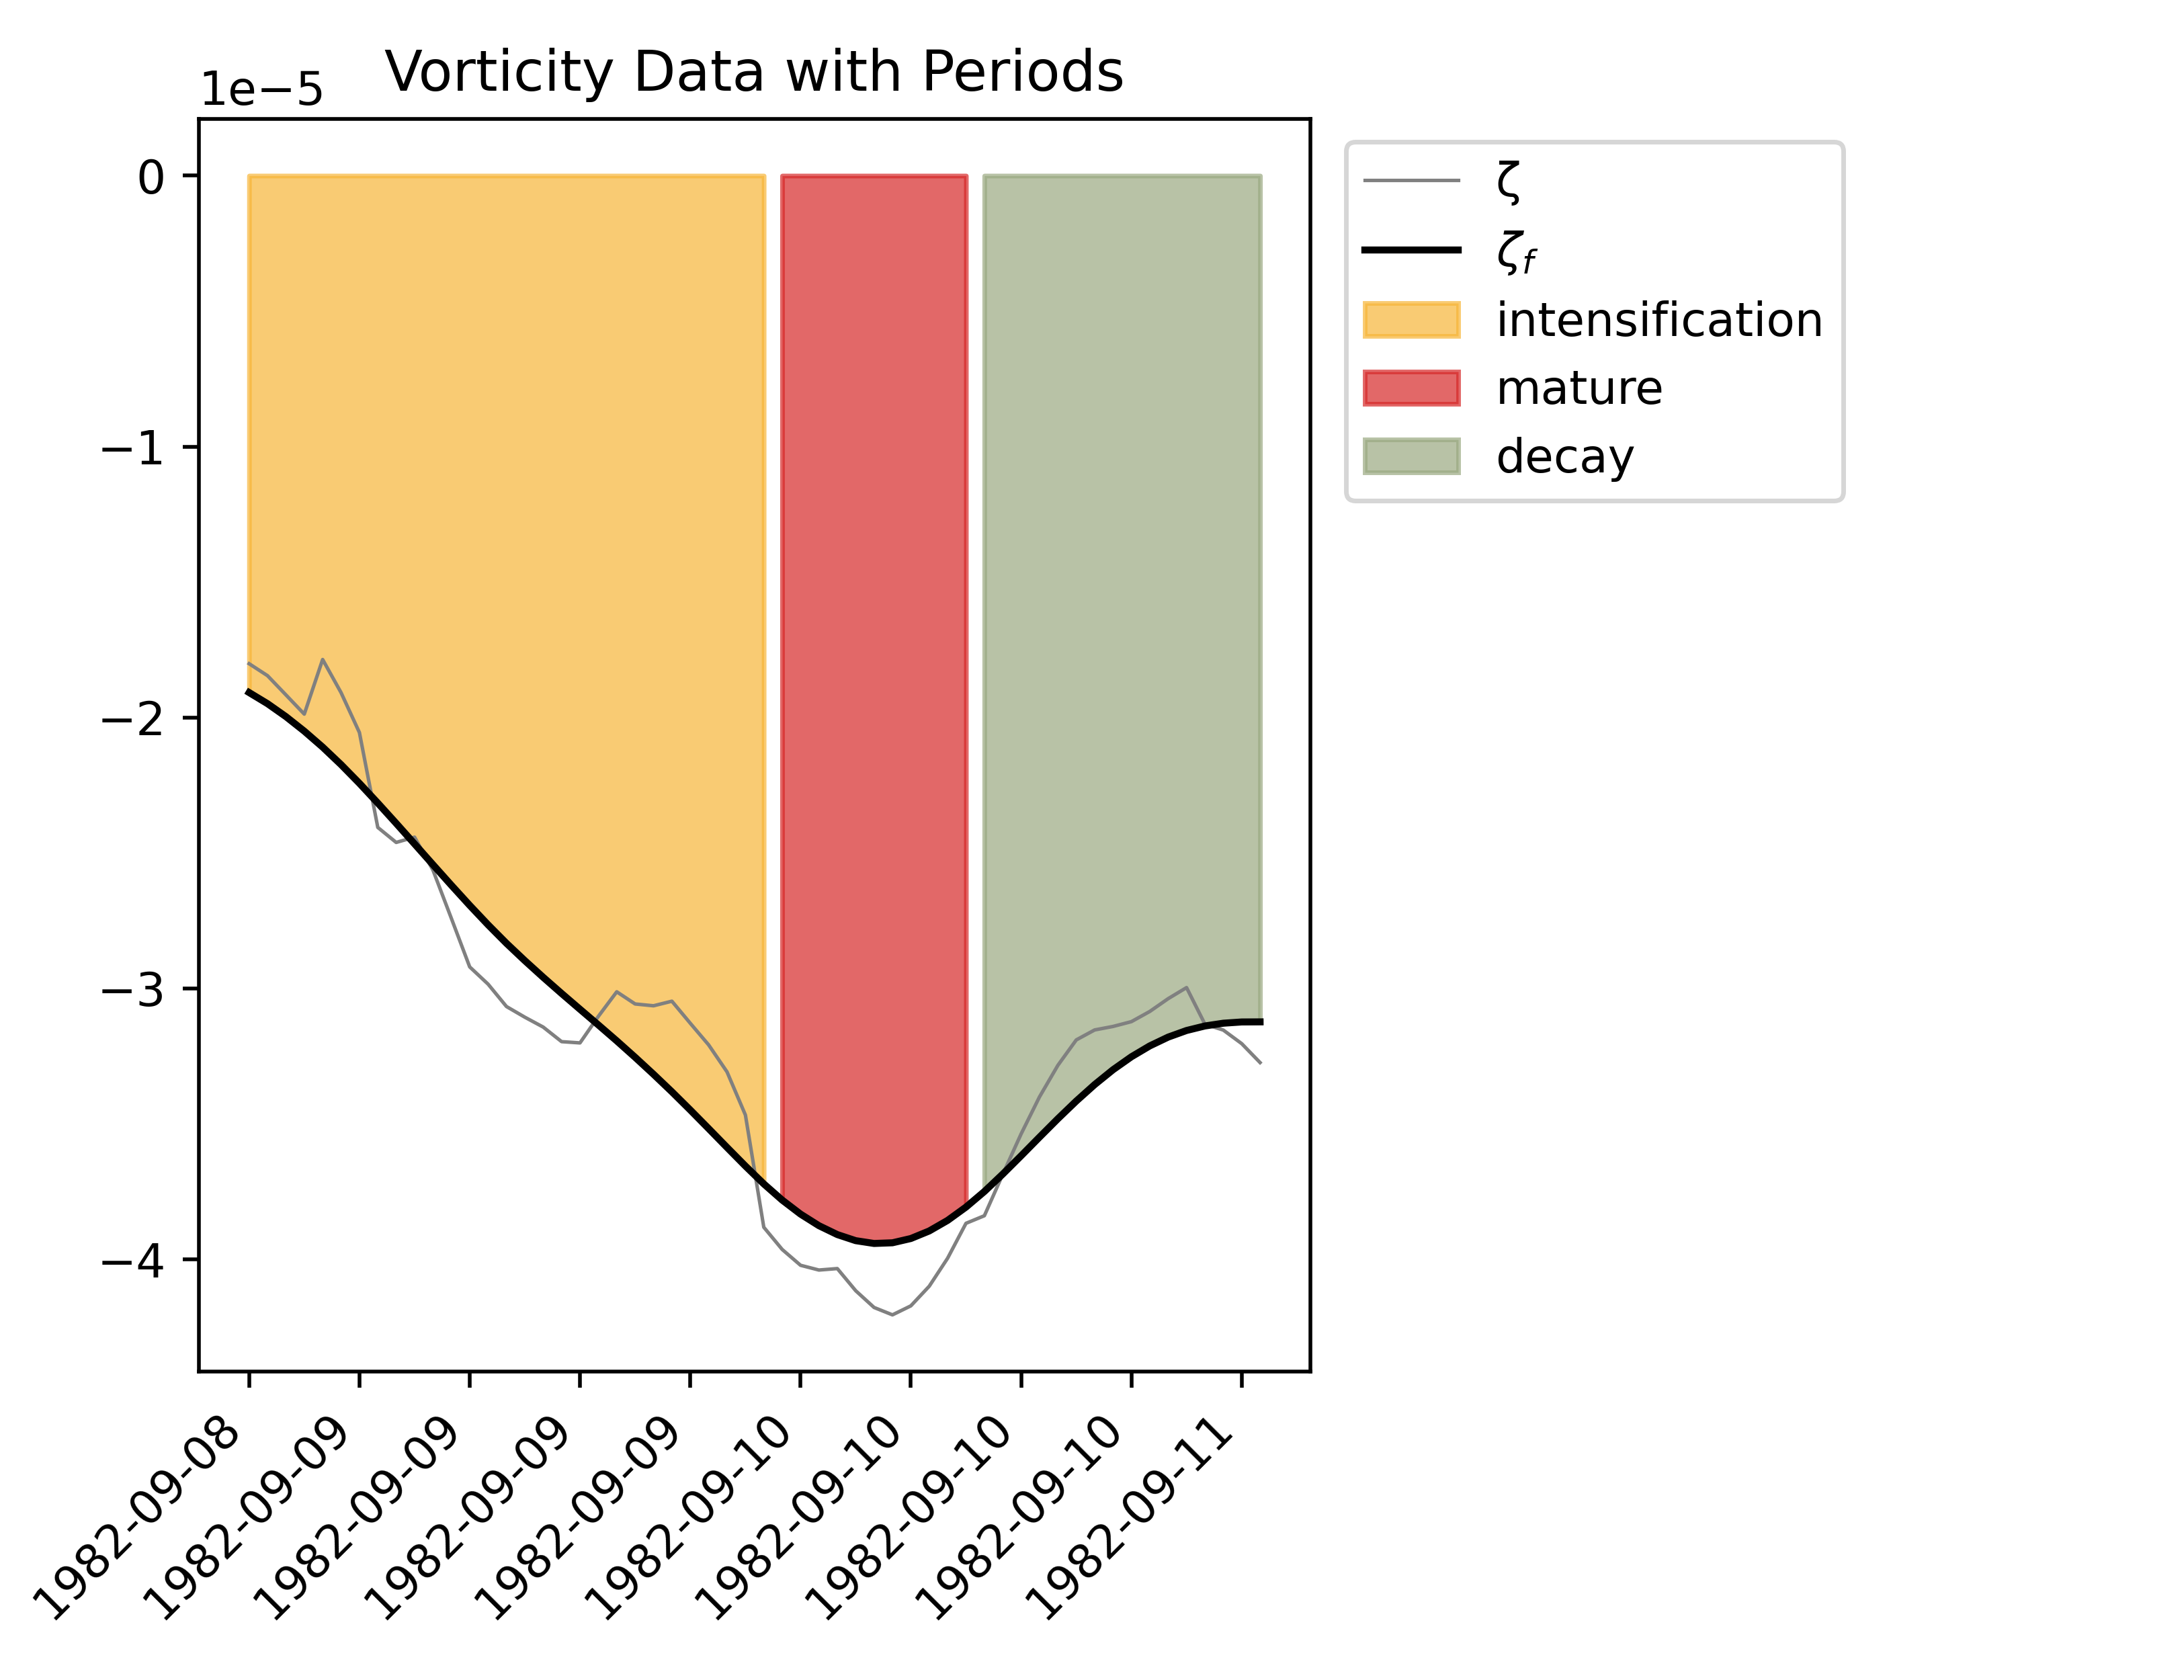 Vorticity Data with Periods
1e−5
0
−1
−2
−3
−4
1982-09-08
1982-09-09
1982-09-09
1982-09-09
1982-09-09
1982-09-10
1982-09-10
1982-09-10
1982-09-10
1982-09-11
ζ
ζf
intensification
mature
decay